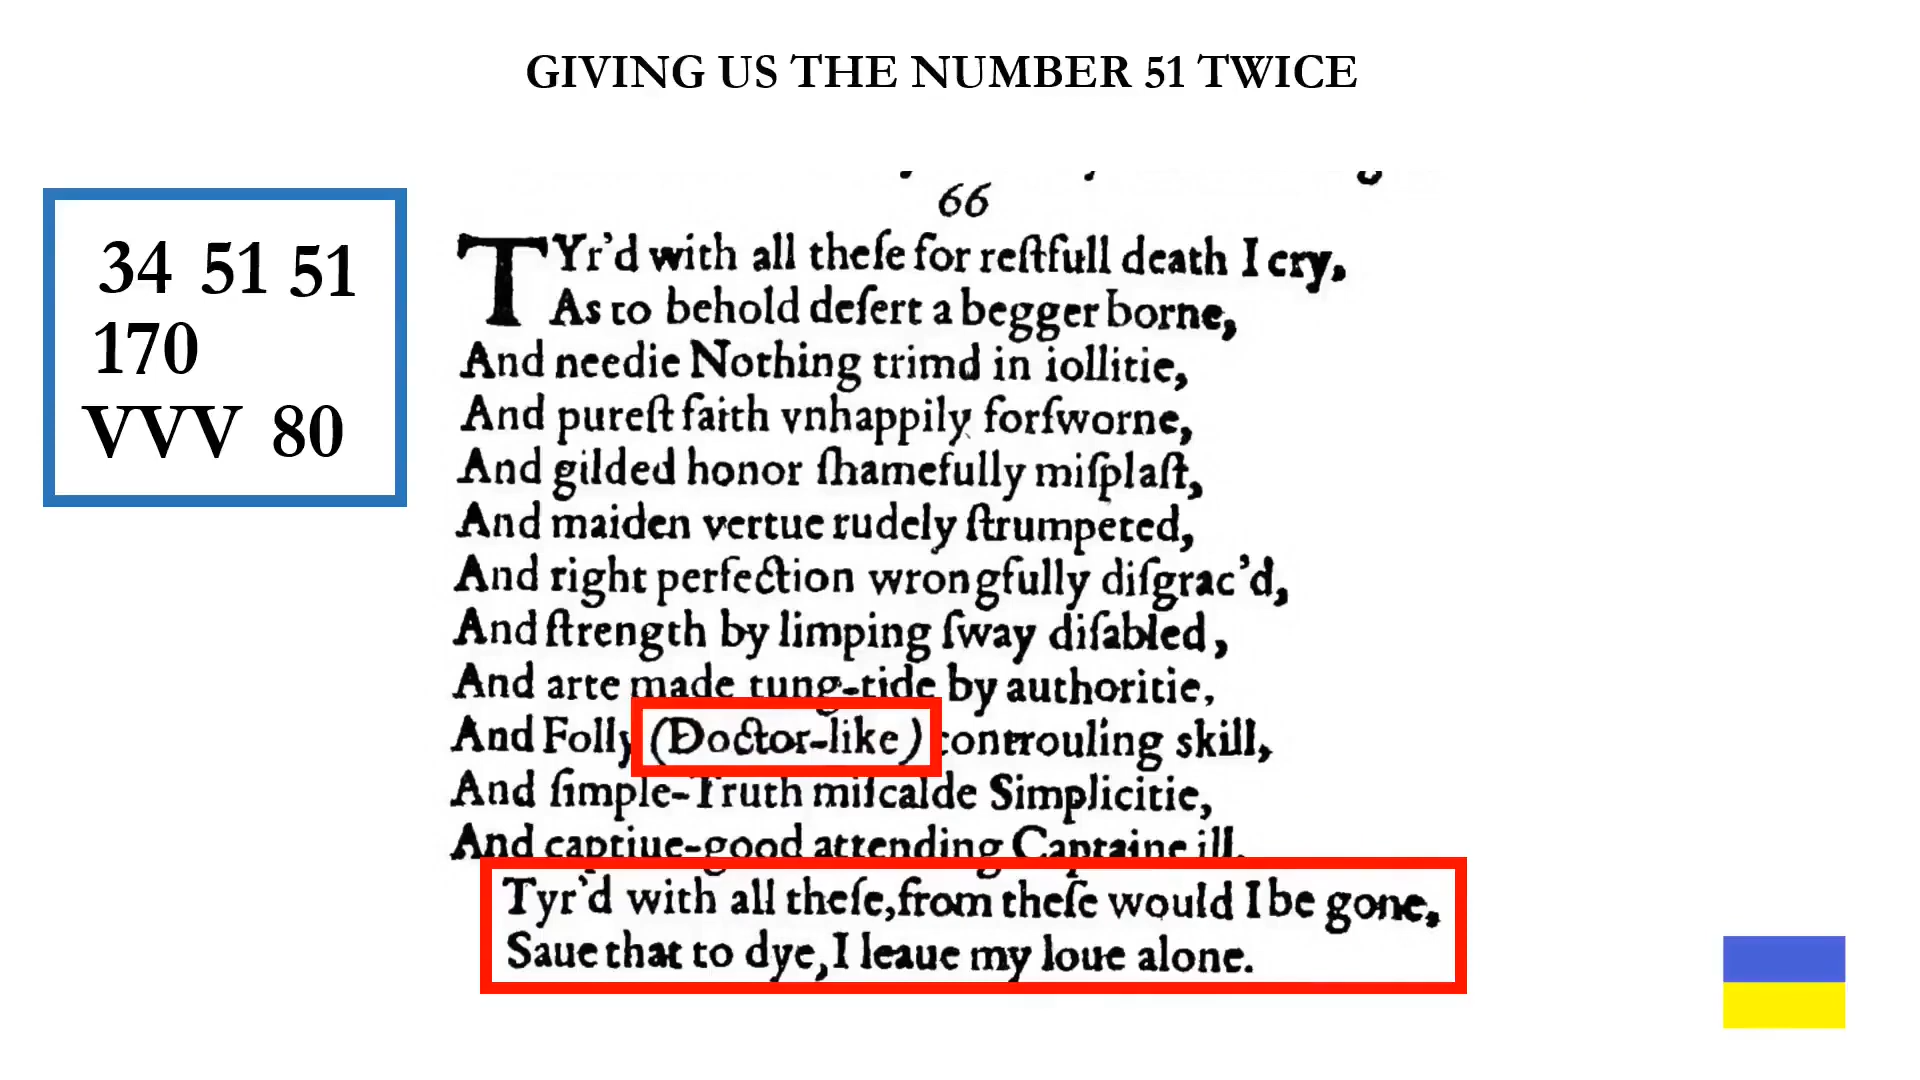 GIVING US THE NUMBER 51 TWICE
34 51 51
170
VVV 80
66
TYr'd with all theſe for reſtfull death I cry,
As to behold deſert a begger borne,
And needie Nothing trimd in iollitie,
And pureſt faith vnhappily forſworne,
And gilded honor ſhamefully miſplaſt,
And maiden vertue rudely ſtrumpeted,
And right perfection wrongfully diſgrac'd,
And ſtrength by limping ſway diſabled,
And arte made tung-tide by authoritie,
And Folly (Doctor-like) controuling skill,
And ſimple-Truth miſcalde Simplicitie,
And captiue-good attending Captaine ill.
Tyr'd with all theſe, from theſe would I be gone,
Saue that to dye, I leaue my loue alone.